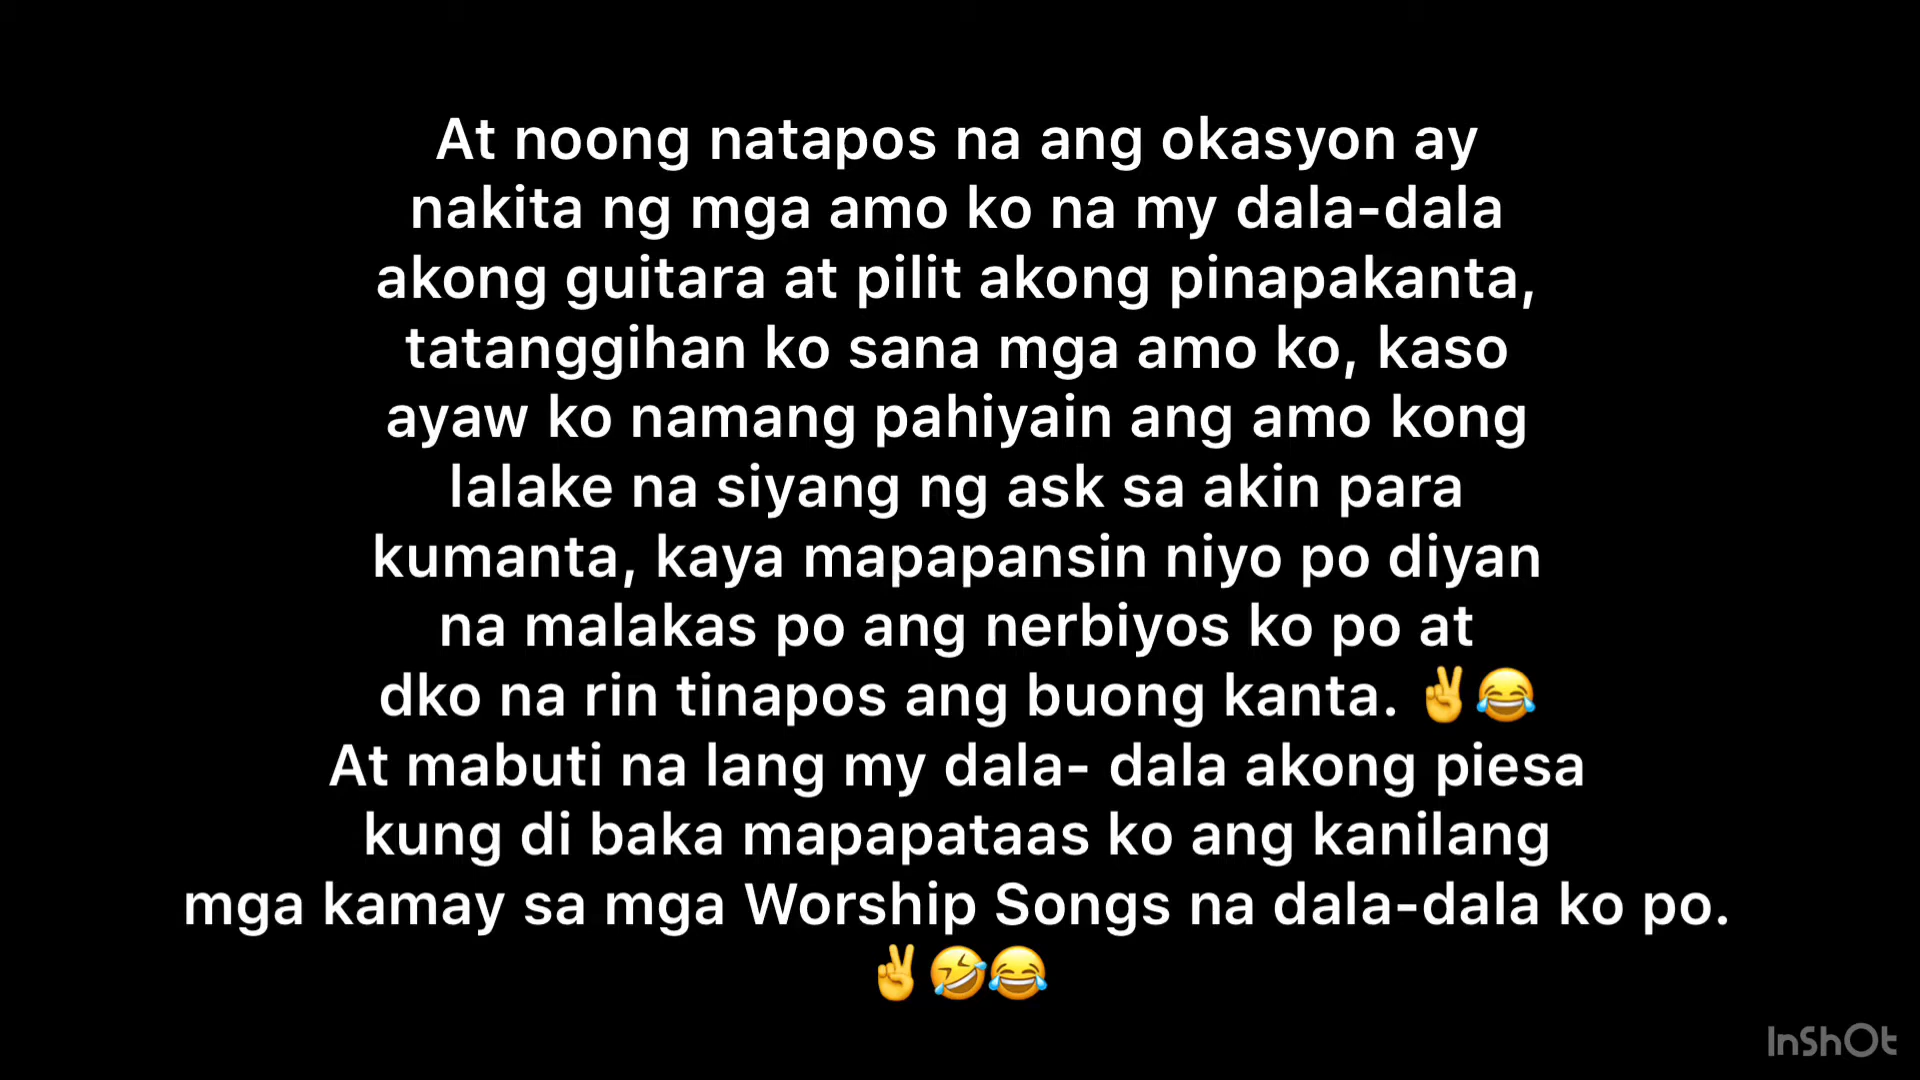 At noong natapos na ang okasyon ay
nakita ng mga amo ko na my dala-dala
akong guitara at pilit akong pinapakanta,
tatanggihan ko sana mga amo ko, kaso
ayaw ko namang pahiyain ang amo kong
lalake na siyang ng ask sa akin para
kumanta, kaya mapapansin niyo po diyan
na malakas po ang nerbiyos ko po at
dko na rin tinapos ang buong kanta. ✌️😂
At mabuti na lang my dala- dala akong piesa
kung di baka mapapataas ko ang kanilang
mga kamay sa mga Worship Songs na dala-dala ko po.
✌️🤣😂
InShOt